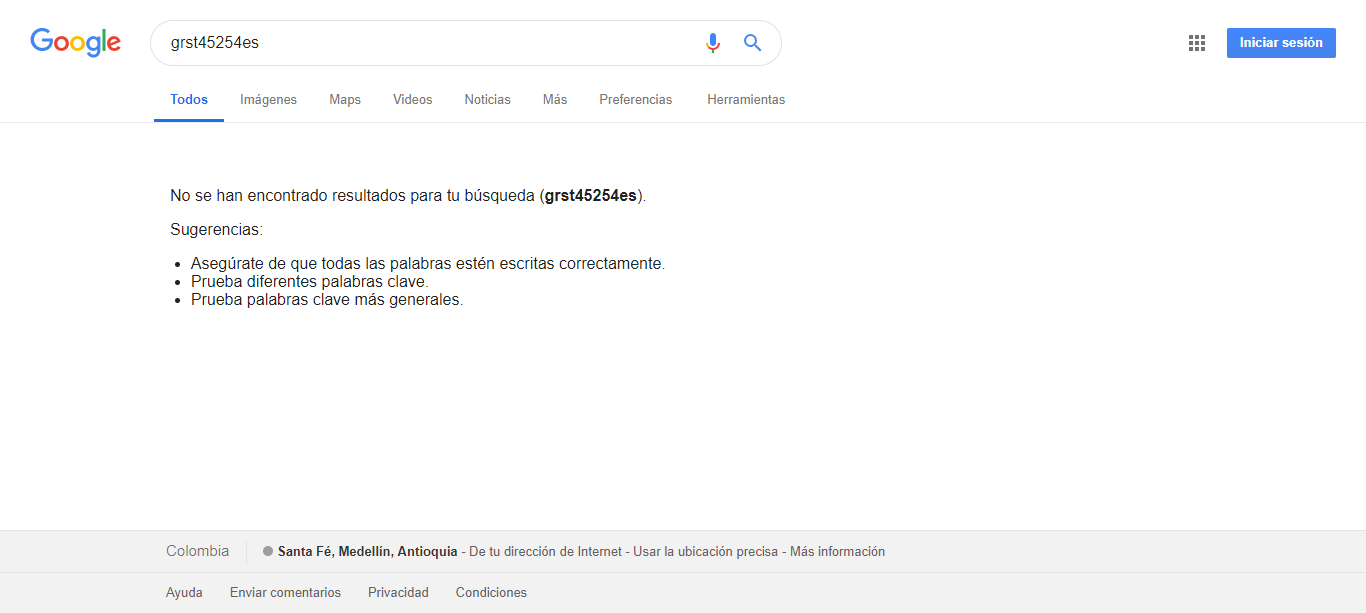 Google
grst45254es
Iniciar sesión
Todos Imágenes Maps Videos Noticias Más Preferencias Herramientas
No se han encontrado resultados para tu búsqueda (grst45254es).
Sugerencias:
• Asegúrate de que todas las palabras estén escritas correctamente.
• Prueba diferentes palabras clave.
• Prueba palabras clave más generales.
Colombia
Santa Fé, Medellín, Antioquia - De tu dirección de Internet - Usar la ubicación precisa - Más información
Ayuda Enviar comentarios Privacidad Condiciones